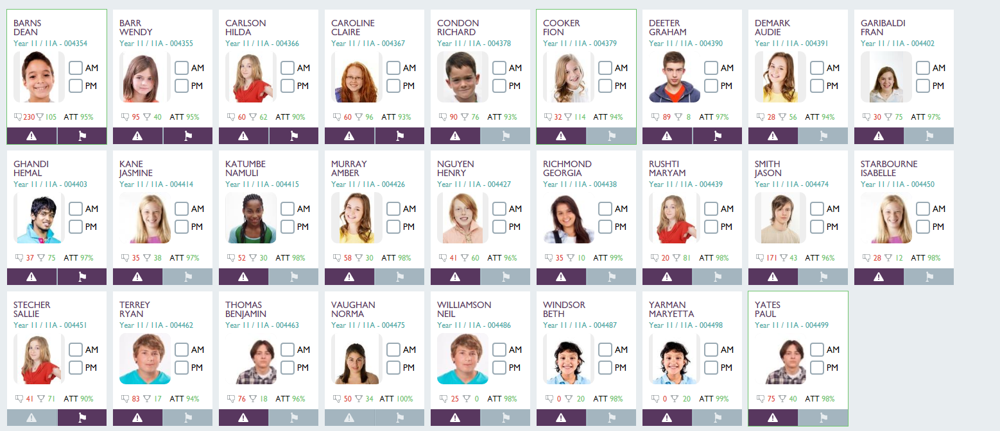 BARNS
DEAN
Year 11 / 11A - 004354
AM
PM
230 105 ATT 95%
BARR
WENDY
Year 11 / 11A - 004355
AM
PM
95 40 ATT 95%
CARLSON
HILDA
Year 11 / 11A - 004366
AM
PM
60 62 ATT 90%
CAROLINE
CLAIRE
Year 11 / 11A - 004367
AM
PM
60 96 ATT 93%
CONDON
RICHARD
Year 11 / 11A - 004378
AM
PM
90 76 ATT 93%
COOKER
FION
Year 11 / 11A - 004379
AM
PM
32 114 ATT 94%
DEETER
GRAHAM
Year 11 / 11A - 004390
AM
PM
89 8 ATT 97%
DEMARK
AUDIE
Year 11 / 11A - 004391
AM
PM
28 56 ATT 94%
GARIBALDI
FRAN
Year 11 / 11A - 004402
AM
PM
30 75 ATT 97%
GHANDI
HEMAL
Year 11 / 11A - 004403
AM
PM
37 75 ATT 97%
KANE
JASMINE
Year 11 / 11A - 004414
AM
PM
35 38 ATT 97%
KATUMBE
NAMULI
Year 11 / 11A - 004415
AM
PM
52 30 ATT 98%
MURRAY
AMBER
Year 11 / 11A - 004426
AM
PM
58 30 ATT 98%
NGUYEN
HENRY
Year 11 / 11A - 004427
AM
PM
41 60 ATT 96%
RICHMOND
GEORGIA
Year 11 / 11A - 004438
AM
PM
35 10 ATT 99%
RUSHTI
MARYAM
Year 11 / 11A - 004439
AM
PM
20 81 ATT 98%
SMITH
JASON
Year 11 / 11A - 004474
AM
PM
171 43 ATT 96%
STARBOURNE
ISABELLE
Year 11 / 11A - 004450
AM
PM
28 12 ATT 98%
STECHER
SALLIE
Year 11 / 11A - 004451
AM
PM
41 71 ATT 90%
TERREY
RYAN
Year 11 / 11A - 004462
AM
PM
83 17 ATT 94%
THOMAS
BENJAMIN
Year 11 / 11A - 004463
AM
PM
76 18 ATT 96%
VAUGHAN
NORMA
Year 11 / 11A - 004475
AM
PM
50 34 ATT 100%
WILLIAMSON
NEIL
Year 11 / 11A - 004486
AM
PM
25 0 ATT 98%
WINDSOR
BETH
Year 11 / 11A - 004487
AM
PM
0 20 ATT 98%
YARMAN
MARYETTA
Year 11 / 11A - 004498
AM
PM
0 20 ATT 99%
YATES
PAUL
Year 11 / 11A - 004499
AM
PM
75 40 ATT 98%